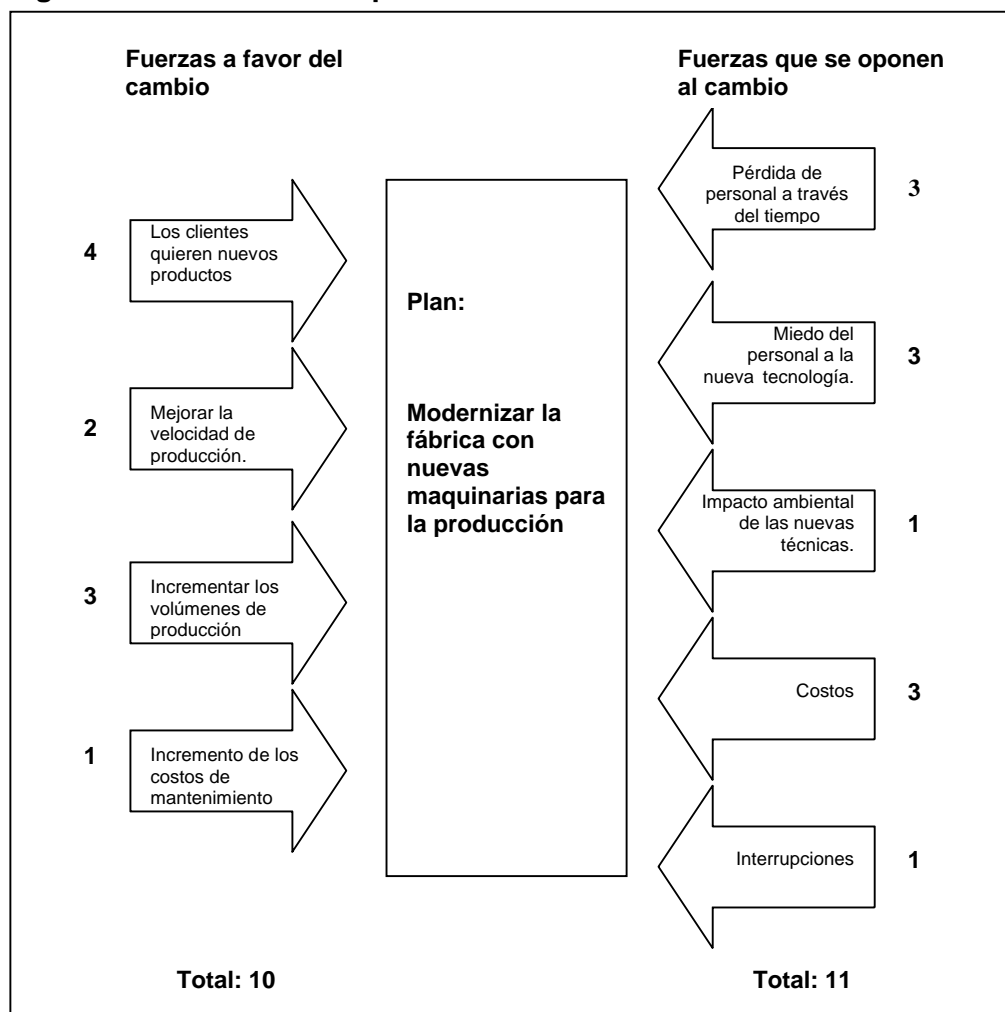 Fuerzas a favor del
cambio
4
Los clientes
quieren nuevos
productos
2
Mejorar la
velocidad de
producción.
3
Incrementar los
volúmenes de
producción
1
Incremento de los
costos de
mantenimiento
Total: 10
Plan:
Modernizar la
fábrica con
nuevas
maquinarias para
la producción
Fuerzas que se oponen
al cambio
Pérdida de
personal a través
del tiempo
3
Miedo del
personal a la
nueva tecnología.
3
Impacto ambiental
de las nuevas
técnicas.
1
Costos
3
Interrupciones
1
Total: 11